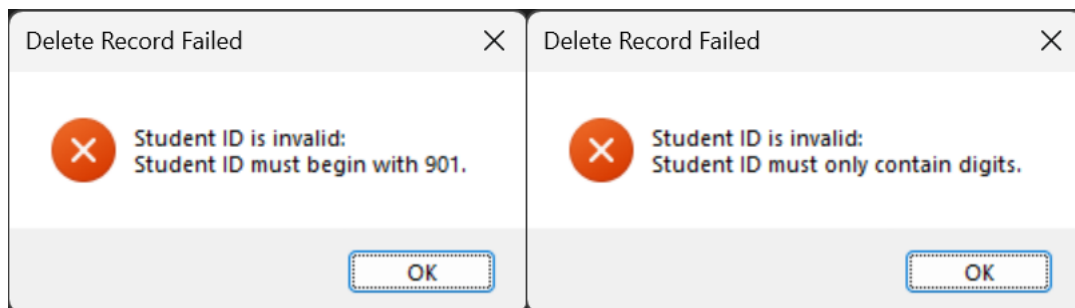 Delete Record Failed
Student ID is invalid:
Student ID must begin with 901.
OK
Delete Record Failed
Student ID is invalid:
Student ID must only contain digits.
OK